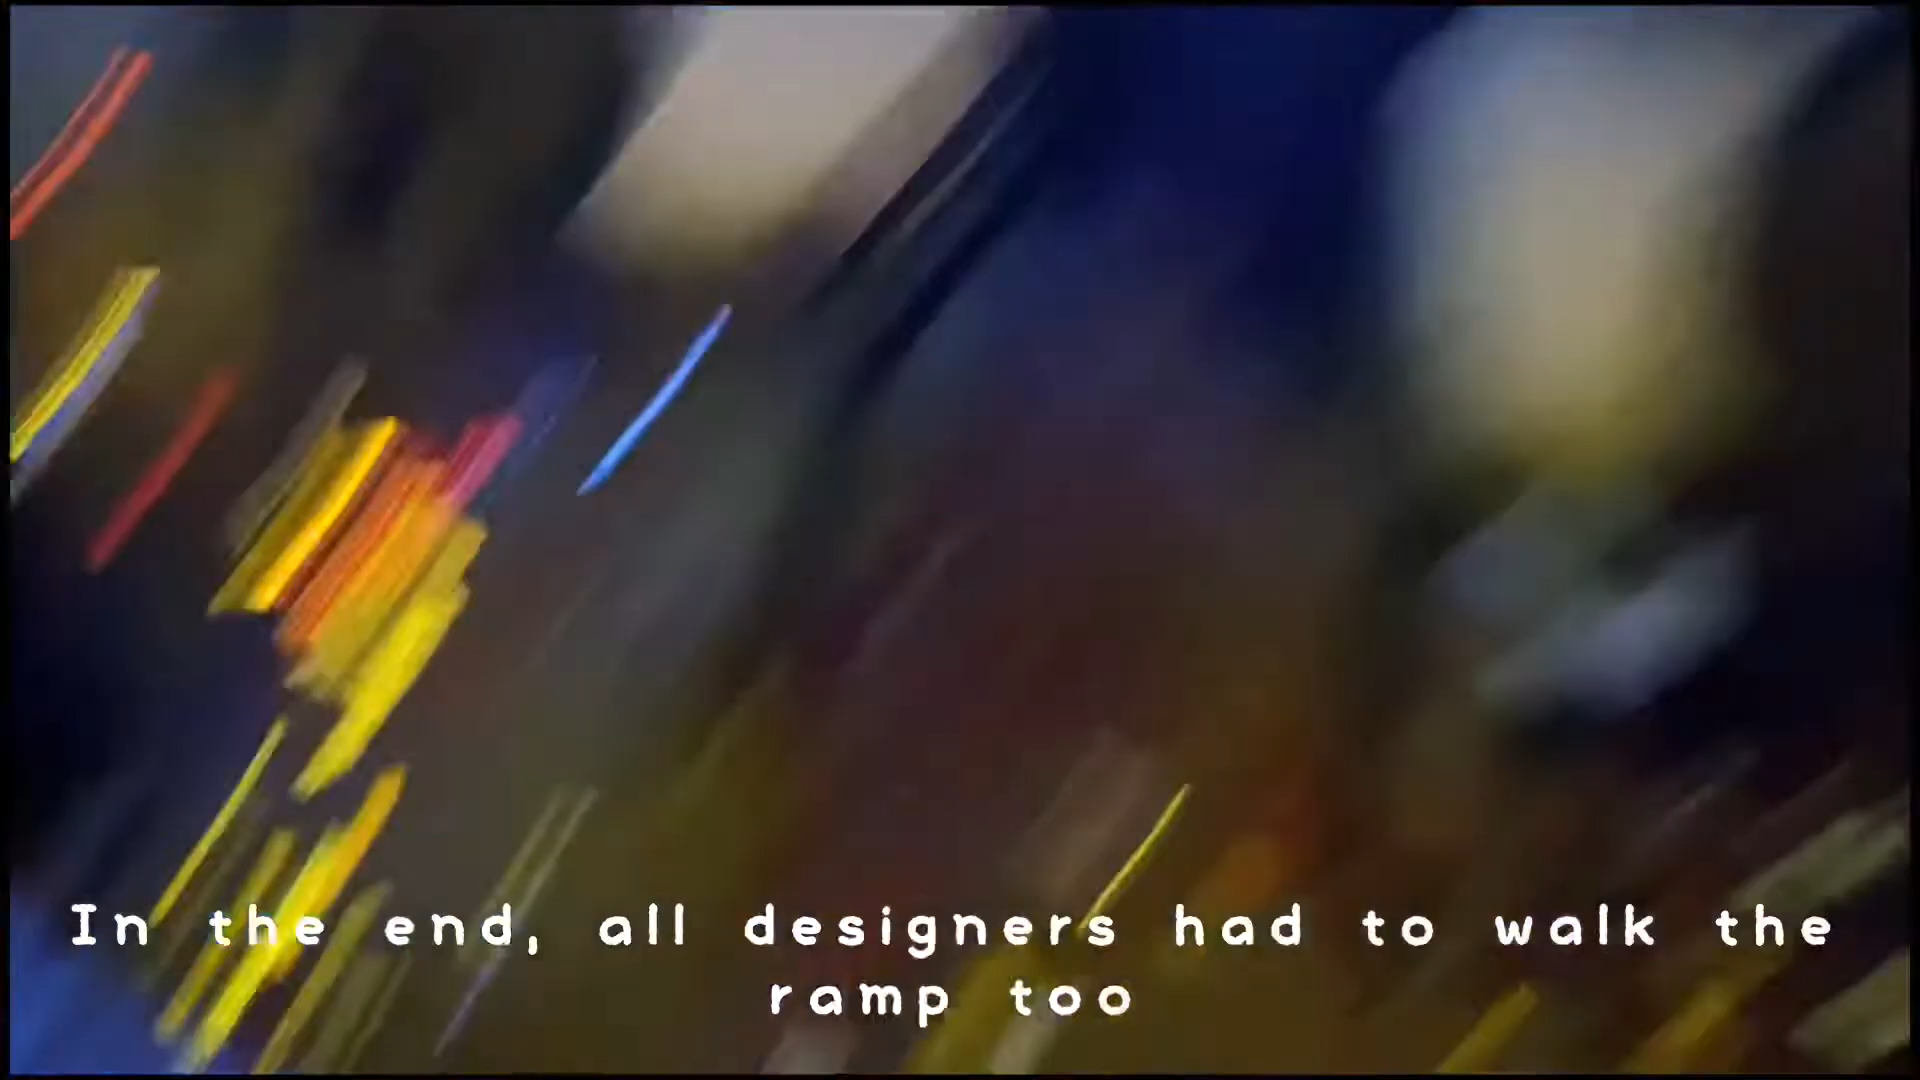 In the end, all designers had to walk the
ramp too